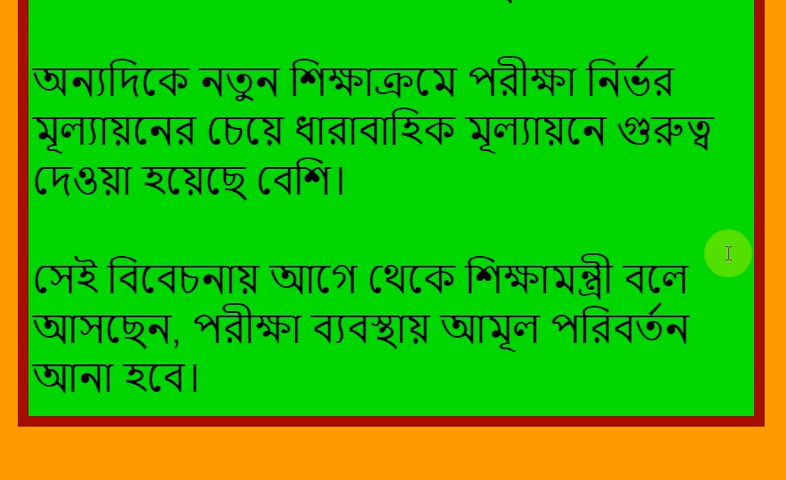 অন্যদিকে নতুন শিক্ষাক্রমে পরীক্ষা নির্ভর
মূল্যায়নের চেয়ে ধারাবাহিক মূল্যায়নে গুরুত্ব
দেওয়া হয়েছে বেশি।
সেই বিবেচনায় আগে থেকে শিক্ষামন্ত্রী বলে
আসছেন, পরীক্ষা ব্যবস্থায় আমূল পরিবর্তন
আনা হবে।